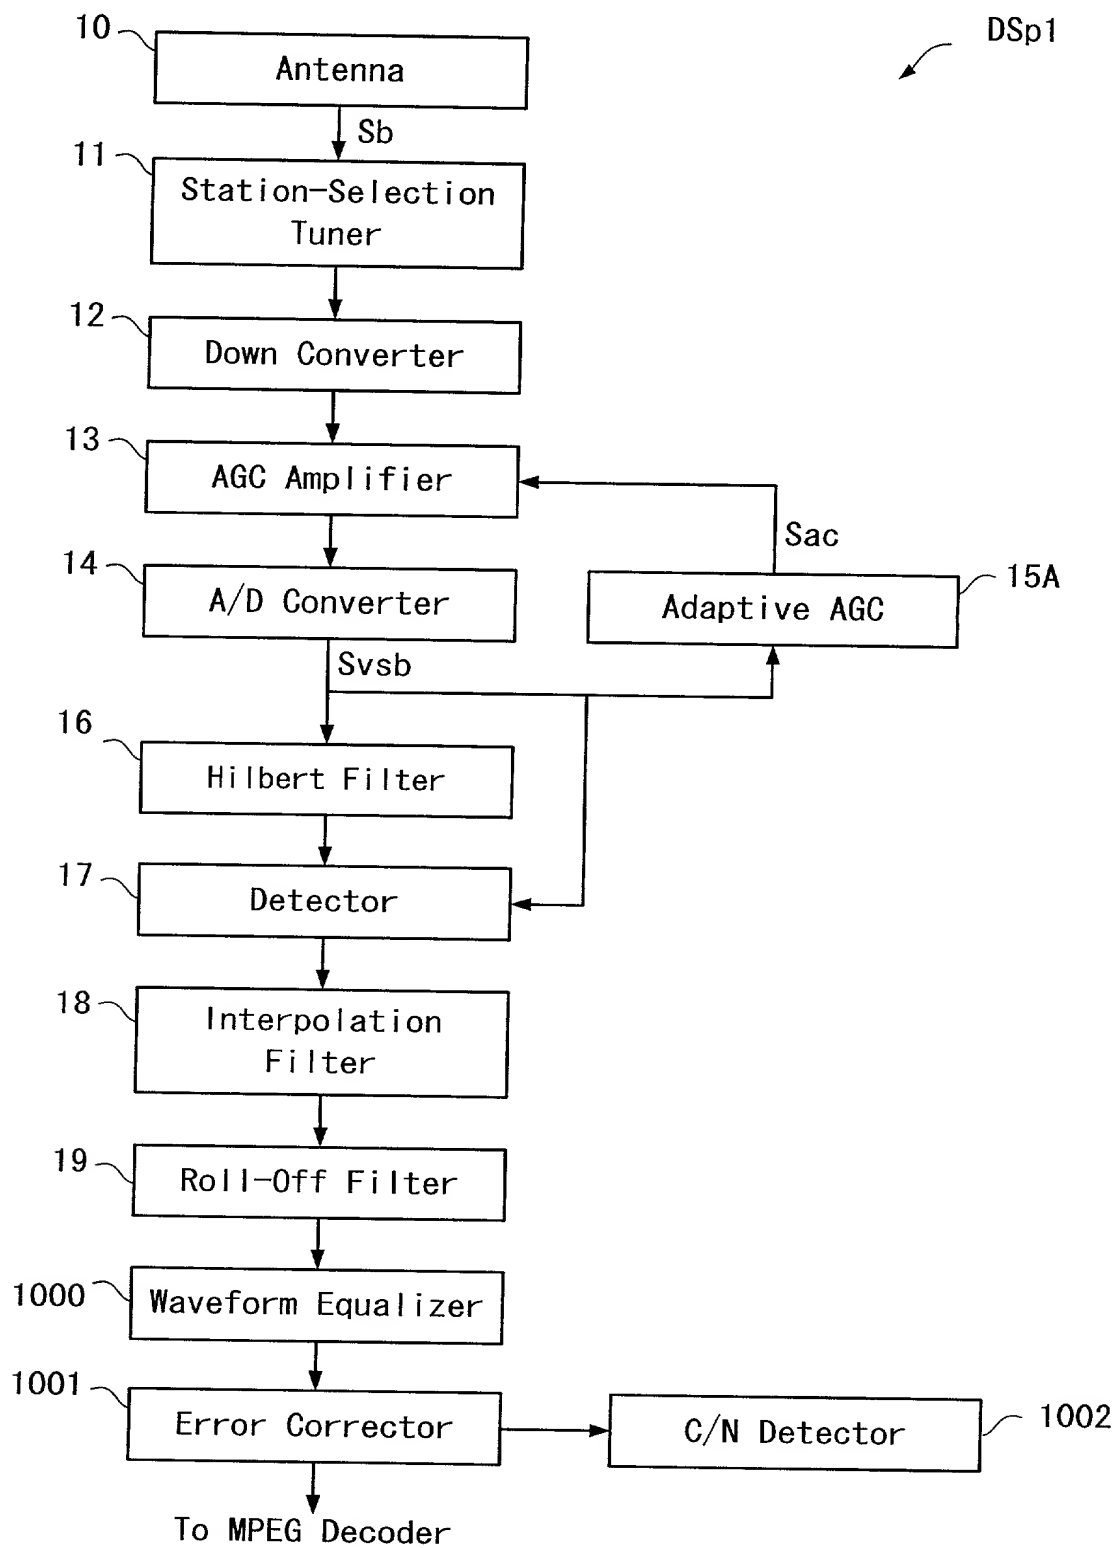 DSp1
10
Antenna
Sb
11
Station-Selection
Tuner
12
Down Converter
13
AGC Amplifier
Sac
14
A/D Converter
15A
Adaptive AGC
Svsb
16
Hilbert Filter
17
Detector
18
Interpolation
Filter
19
Roll-Off Filter
1000
Waveform Equalizer
1001
Error Corrector
C/N Detector
1002
To MPEG Decoder